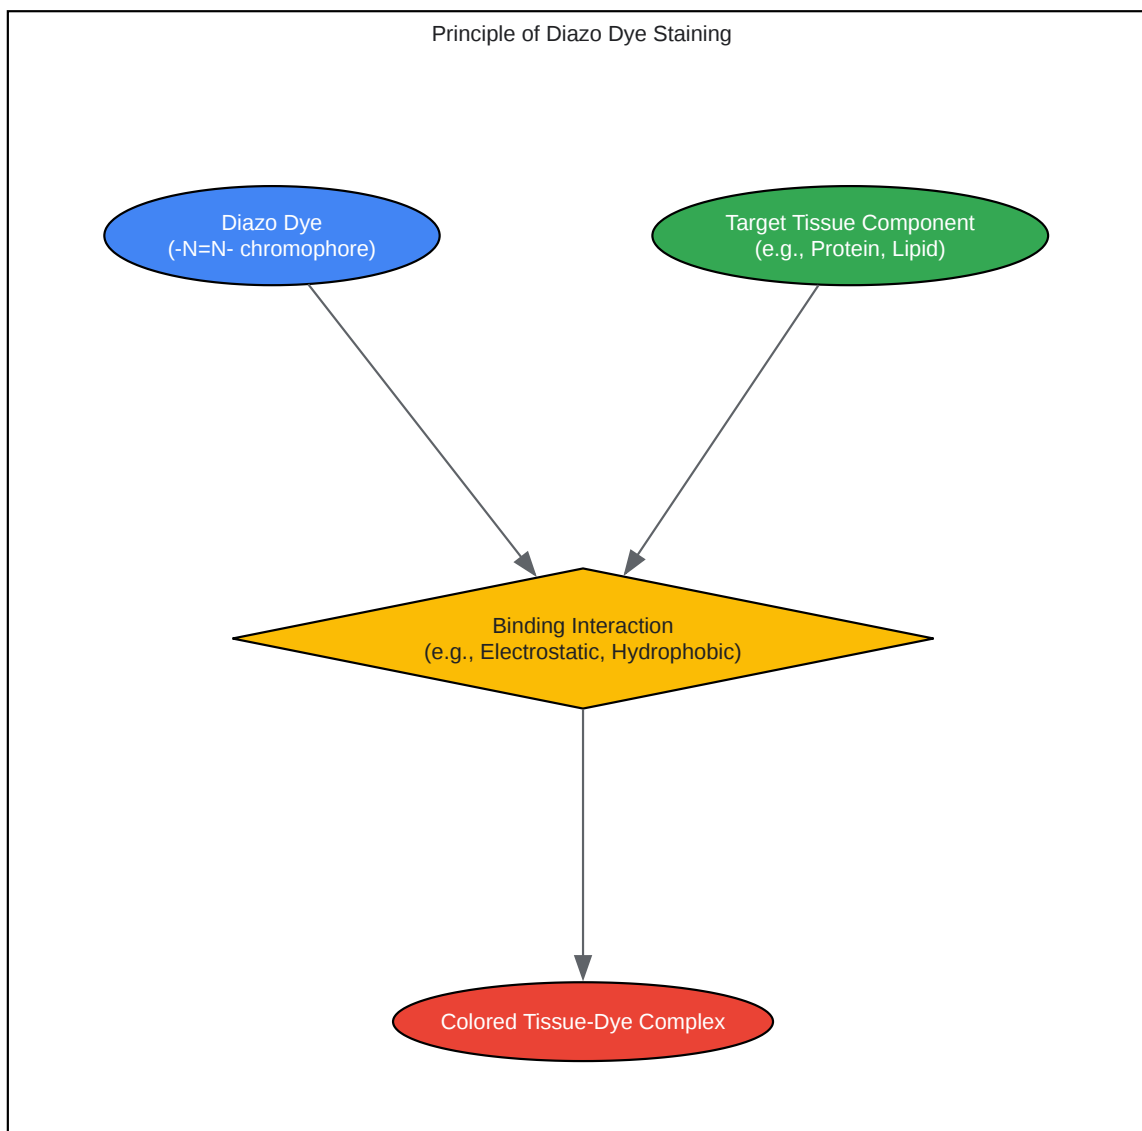 Principle of Diazo Dye Staining
Diazo Dye
(-N=N- chromophore)
Target Tissue Component
(e.g., Protein, Lipid)
Binding Interaction
(e.g., Electrostatic, Hydrophobic)
Colored Tissue-Dye Complex